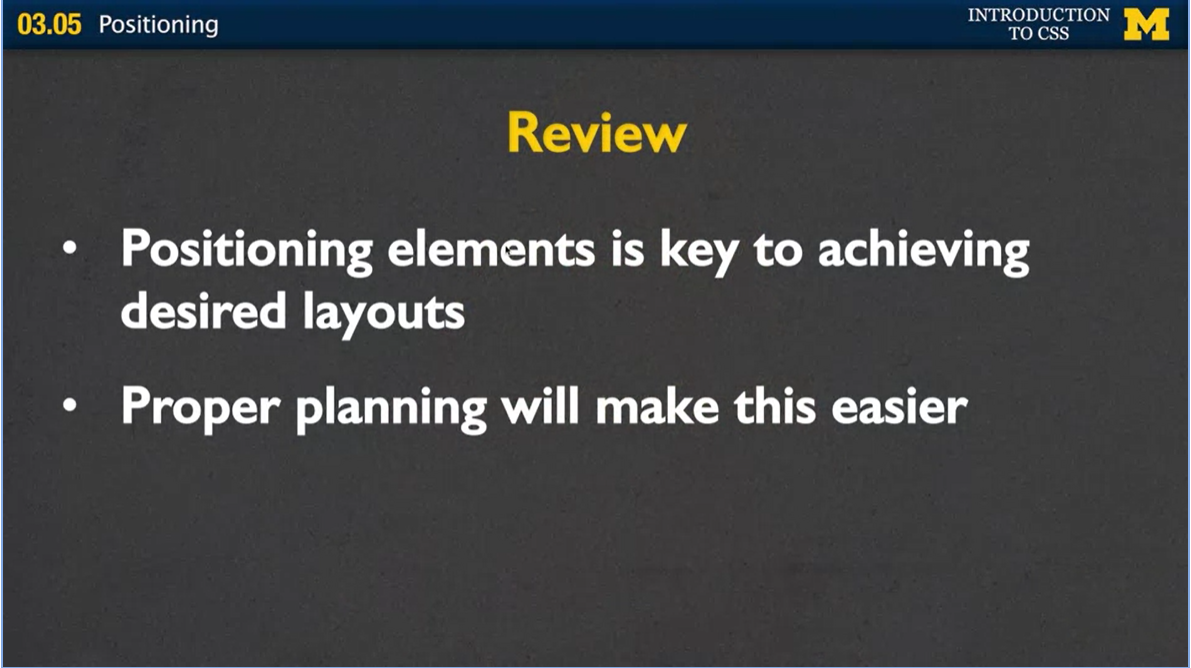 03.05 Positioning
INTRODUCTION
TO CSS
M
Review
• Positioning elements is key to achieving
desired layouts
• Proper planning will make this easier